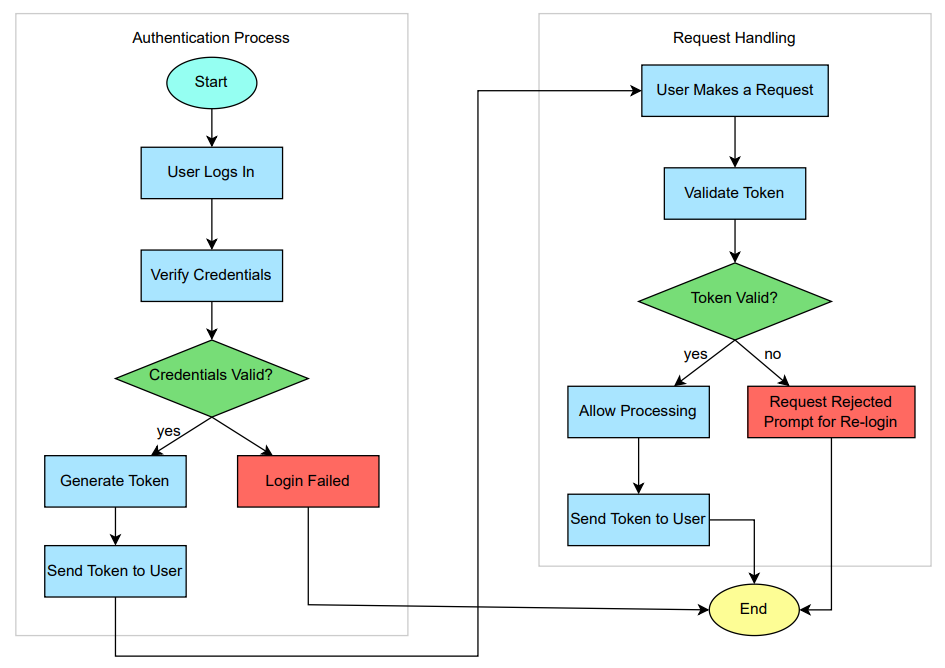 Authentication Process
Start
User Logs In
Verify Credentials
Credentials Valid?
yes
Generate Token
Login Failed
Send Token to User
Request Handling
User Makes a Request
Validate Token
Token Valid?
yes
no
Allow Processing
Request Rejected
Prompt for Re-login
Send Token to User
End